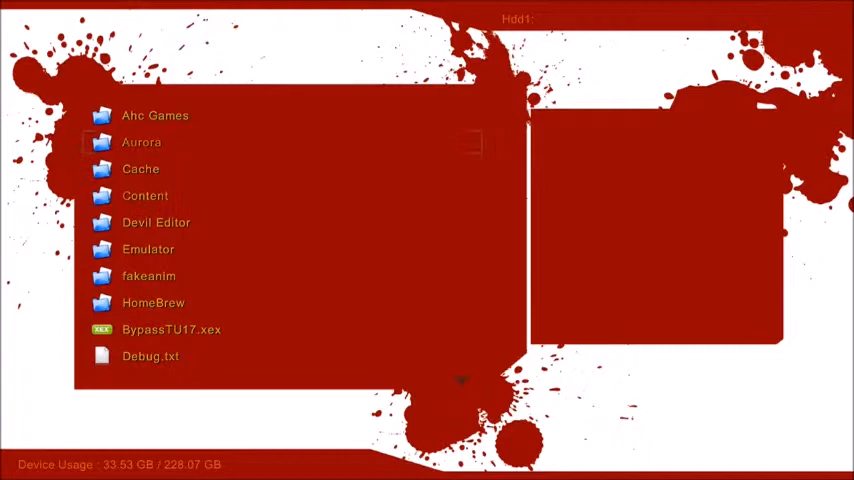 Hdd1:
Ahc Games
Aurora
Cache
Content
Devil Editor
Emulator
fakeanim
HomeBrew
XEX BypassTU17.xex
Debug.txt
Device Usage : 33.53 GB / 228.07 GB